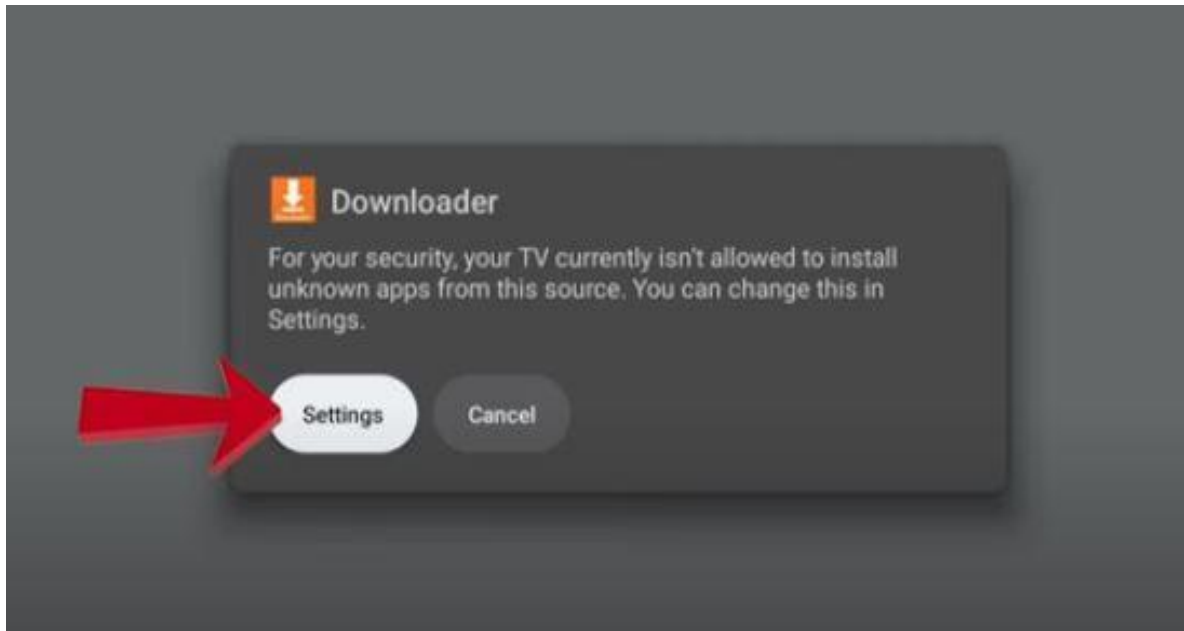 Downloader
For your security, your TV currently isn't allowed to install
unknown apps from this source. You can change this in
Settings.
Settings
Cancel